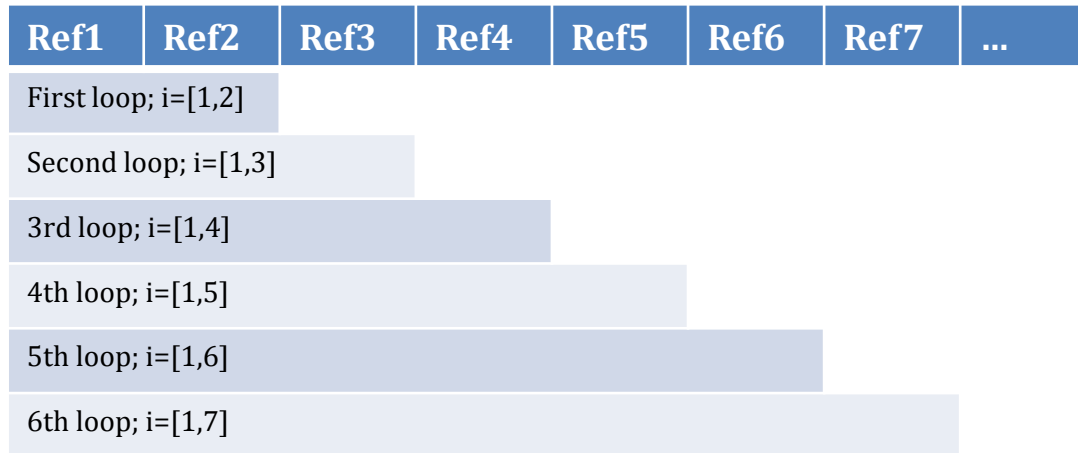 Ref1 Ref2 Ref3 Ref4 Ref5 Ref6 Ref7 ...
First loop; i=[1,2]
Second loop; i=[1,3]
3rd loop; i=[1,4]
4th loop; i=[1,5]
5th loop; i=[1,6]
6th loop; i=[1,7]